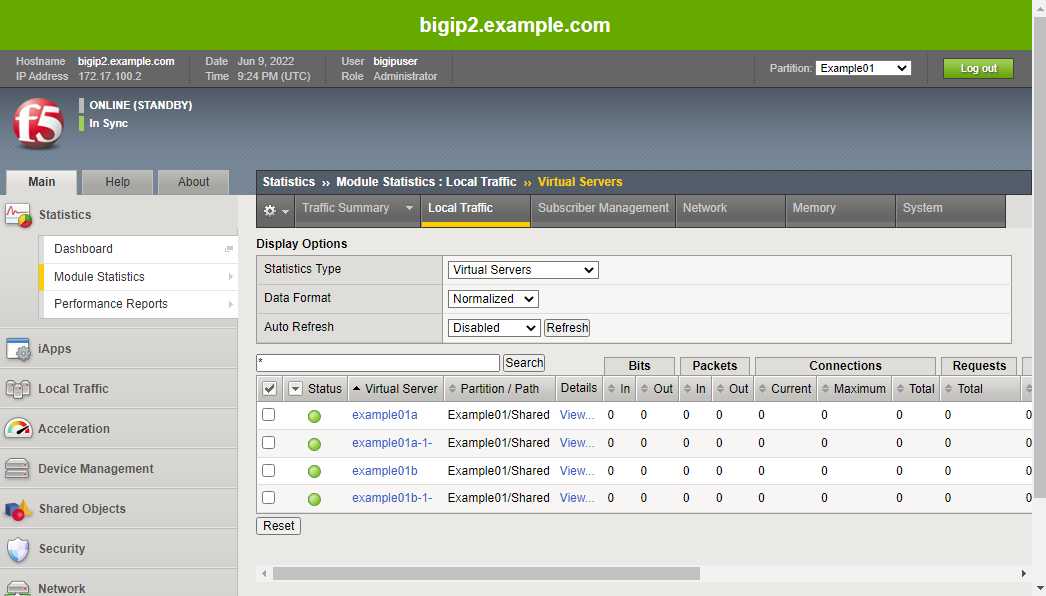 bigip2.example.com
Hostname bigip2.example.com Date Jun 9, 2022 User bigipuser
IP Address 172.17.100.2 Time 9:24 PM (UTC) Role Administrator
Partition: Example01 Log out
f5
ONLINE (STANDBY)
In Sync
Main Help About
Statistics
Dashboard
Module Statistics
Performance Reports
iApps
Local Traffic
Acceleration
Device Management
Shared Objects
Security
Network
Statistics ›› Module Statistics : Local Traffic ›› Virtual Servers
Traffic Summary Local Traffic Subscriber Management Network Memory System
Display Options
Statistics Type Virtual Servers
Data Format Normalized
Auto Refresh Disabled Refresh
* Search
Bits Packets Connections Requests
Status Virtual Server Partition / Path Details In Out In Out Current Maximum Total Total
example01a Example01/Shared View... 0 0 0 0 0 0 0 0 0
example01a-1- Example01/Shared View... 0 0 0 0 0 0 0 0 0
example01b Example01/Shared View... 0 0 0 0 0 0 0 0 0
example01b-1- Example01/Shared View... 0 0 0 0 0 0 0 0 0
Reset